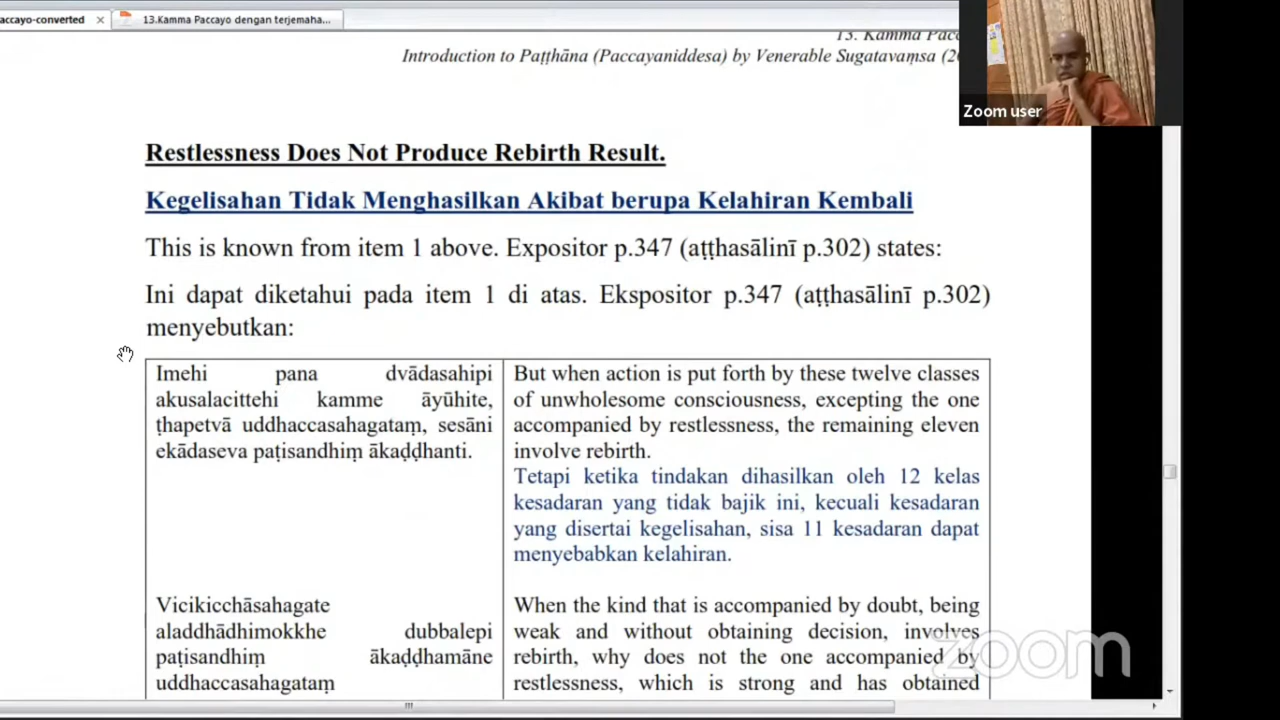 accayo-converted
13.Kamma Paccayo dengan terjemaha...
13. Kamma Pacc
Introduction to Paṭṭhāna (Paccayaniddesa) by Venerable Sugatavaṃsa (20
Zoom user
Restlessness Does Not Produce Rebirth Result.
Kegelisahan Tidak Menghasilkan Akibat berupa Kelahiran Kembali
This is known from item 1 above. Expositor p.347 (aṭṭhasālinī p.302) states:
Ini dapat diketahui pada item 1 di atas. Ekspositor p.347 (aṭṭhasālinī p.302)
menyebutkan:
Imehi pana dvādasahipi
akusalacittehi kamme āyūhite,
ṭhapetvā uddhaccasahagataṃ, sesāni
ekādaseva paṭisandhiṃ ākaḍḍhanti.
But when action is put forth by these twelve classes
of unwholesome consciousness, excepting the one
accompanied by restlessness, the remaining eleven
involve rebirth.
Tetapi ketika tindakan dihasilkan oleh 12 kelas
kesadaran yang tidak bajik ini, kecuali kesadaran
yang disertai kegelisahan, sisa 11 kesadaran dapat
menyebabkan kelahiran.
Vicikicchāsahagate
aladdhādhimokkhe dubbalepi
paṭisandhiṃ ākaḍḍhamāne
uddhaccasahagataṃ
When the kind that is accompanied by doubt, being
weak and without obtaining decision, involves
rebirth, why does not the one accompanied by
restlessness, which is strong and has obtained
zoom